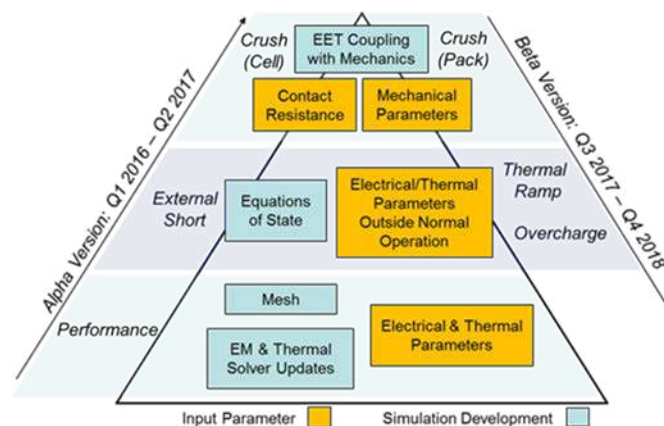 Crush
(Cell)
EET Coupling
with Mechanics
Crush
(Pack)
Contact
Resistance
Mechanical
Parameters
Alpha Version: Q1 2016 – Q2 2017
Beta Version: Q3 2017 – Q4 2018
External
Short
Equations
of State
Electrical/Thermal
Parameters
Outside Normal
Operation
Thermal
Ramp
Overcharge
Performance
Mesh
EM & Thermal
Solver Updates
Electrical & Thermal
Parameters
Input Parameter
Simulation Development